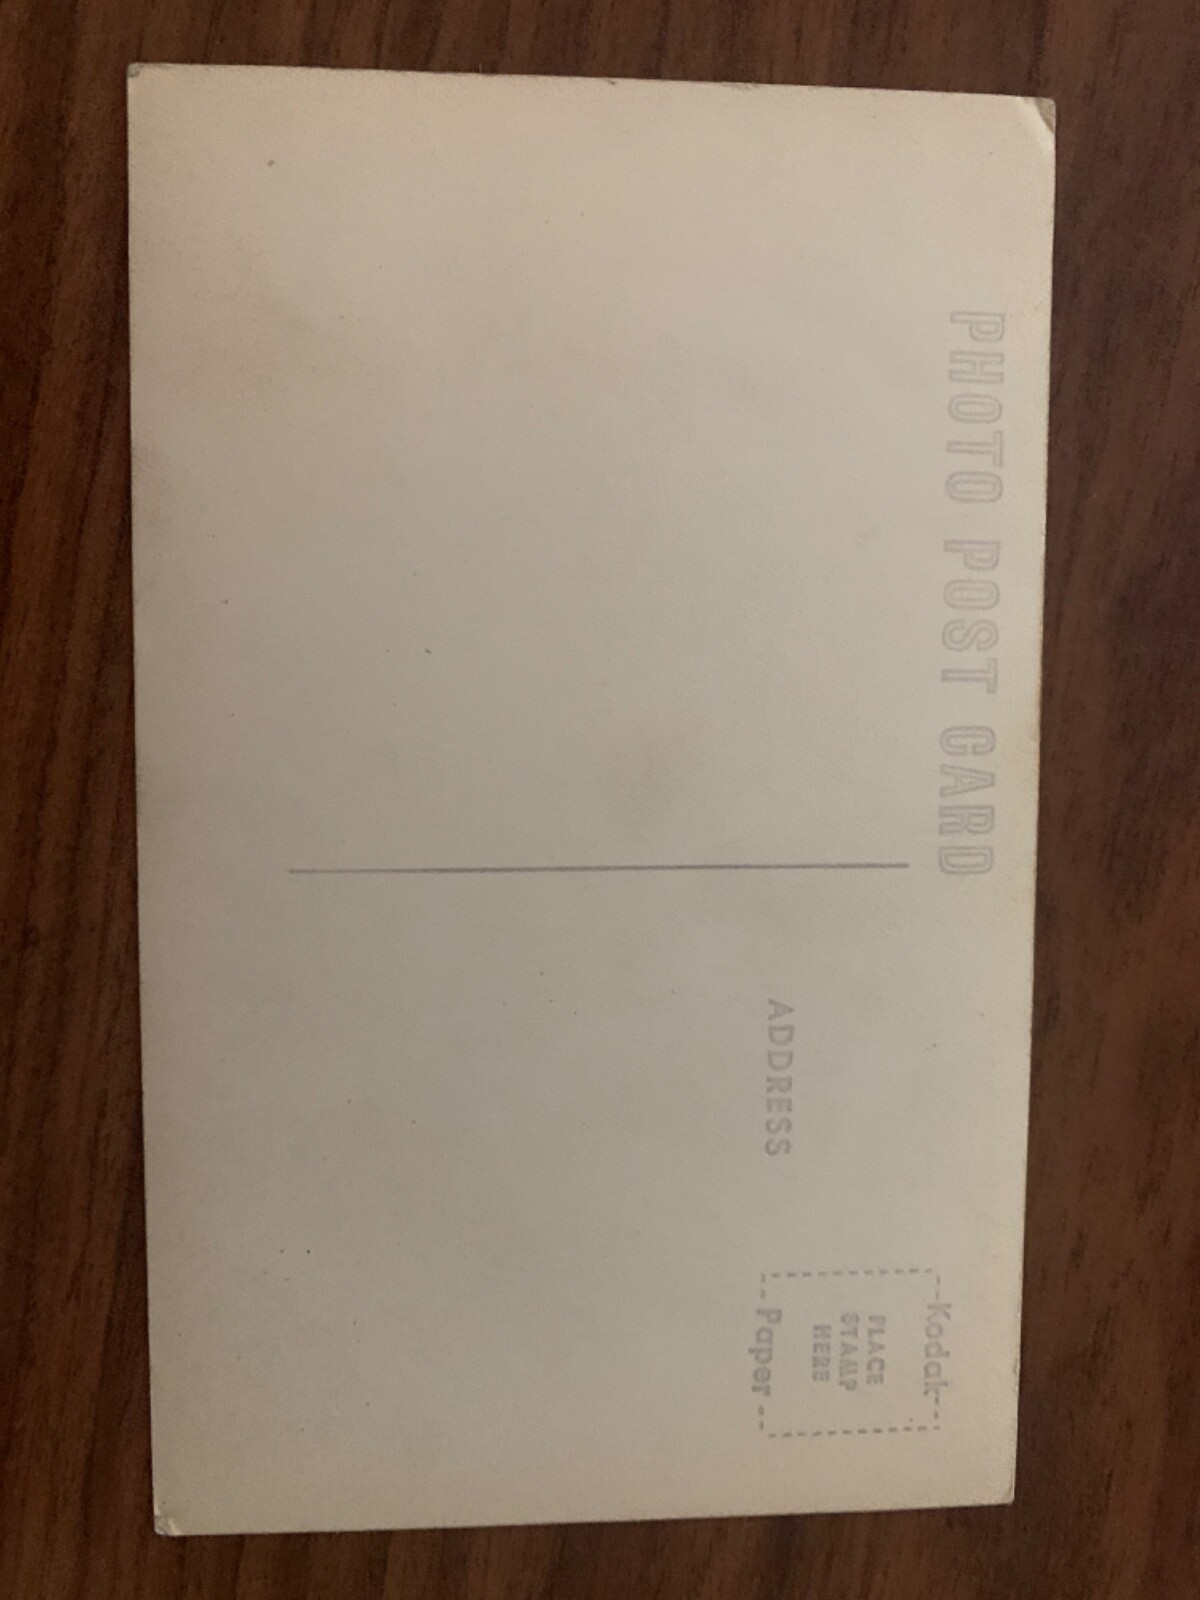 PHOTO POST CARD
ADDRESS
Kodak
PLACE
STAMP
HERE
Paper